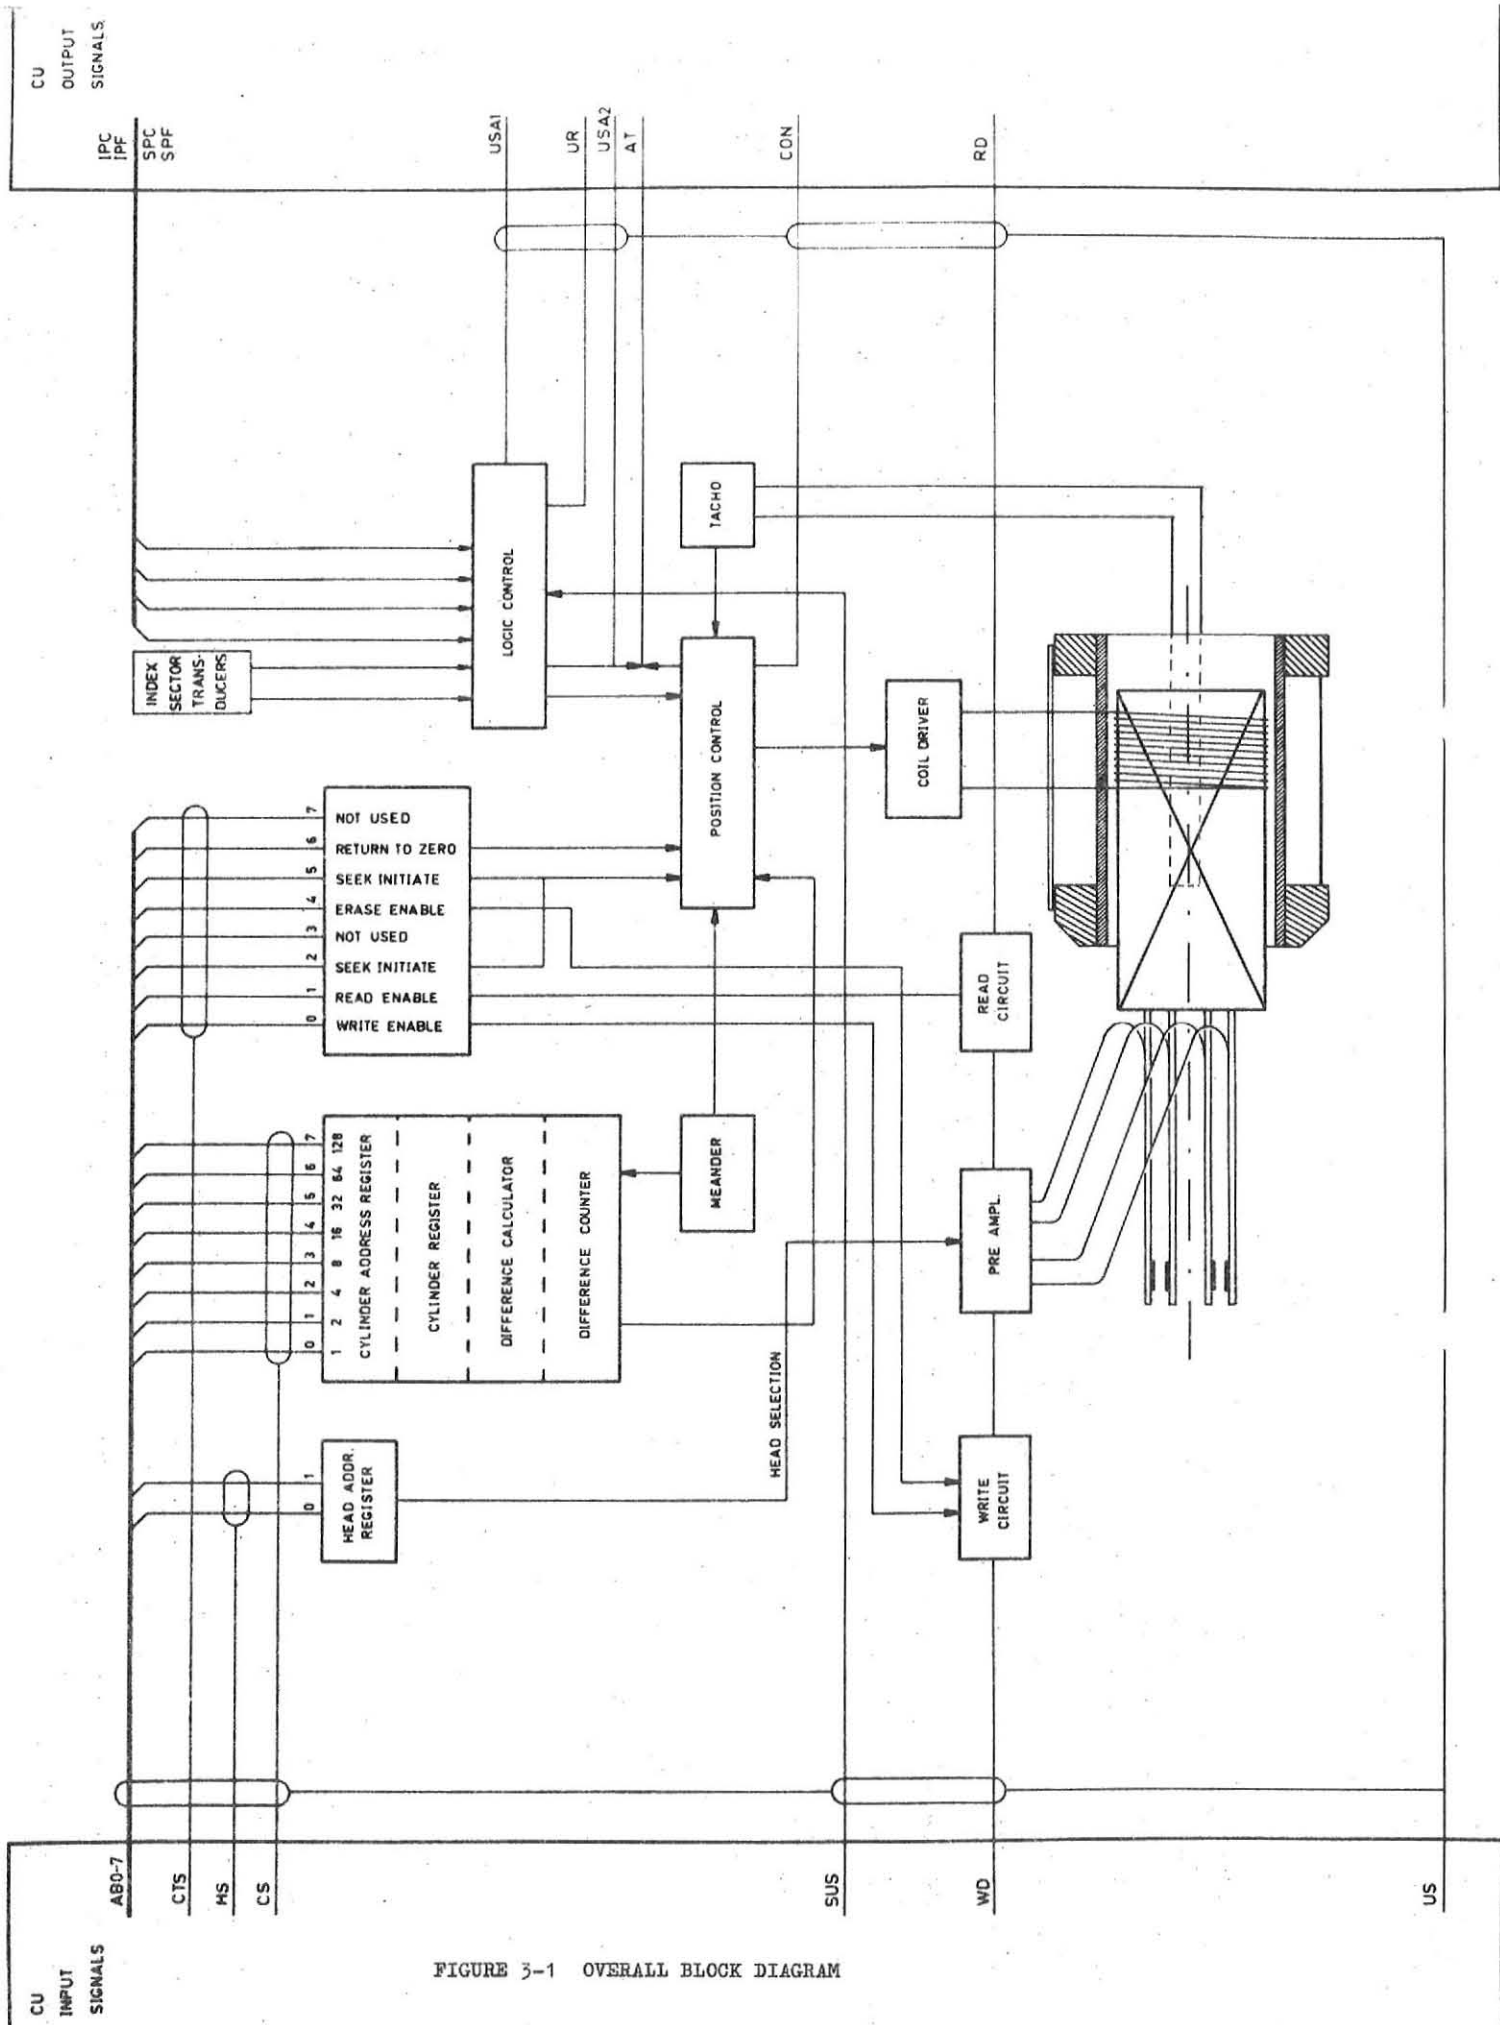 CU
INPUT
SIGNALS
AB0-7
CTS
HS
CS
SUS
WD
US
HEAD ADDR.
REGISTER
0 1
0 1 2 3 4 5 6 7
1 2 4 8 16 32 64 128
CYLINDER ADDRESS REGISTER
CYLINDER REGISTER
DIFFERENCE CALCULATOR
DIFFERENCE COUNTER
0 1 2 3 4 5 6 7
NOT USED
RETURN TO ZERO
SEEK INITIATE
ERASE ENABLE
NOT USED
SEEK INITIATE
READ ENABLE
WRITE ENABLE
INDEX
SECTOR
TRANS-
DUCERS
LOGIC CONTROL
HEAD SELECTION
MEANDER
POSITION CONTROL
TACHO
COIL DRIVER
WRITE
CIRCUIT
PRE AMPL.
READ
CIRCUIT
CU
OUTPUT
SIGNALS
IPC
IPF
SPC
SPF
USA1
UR
USA2
AT
CON
RD
FIGURE 3-1 OVERALL BLOCK DIAGRAM